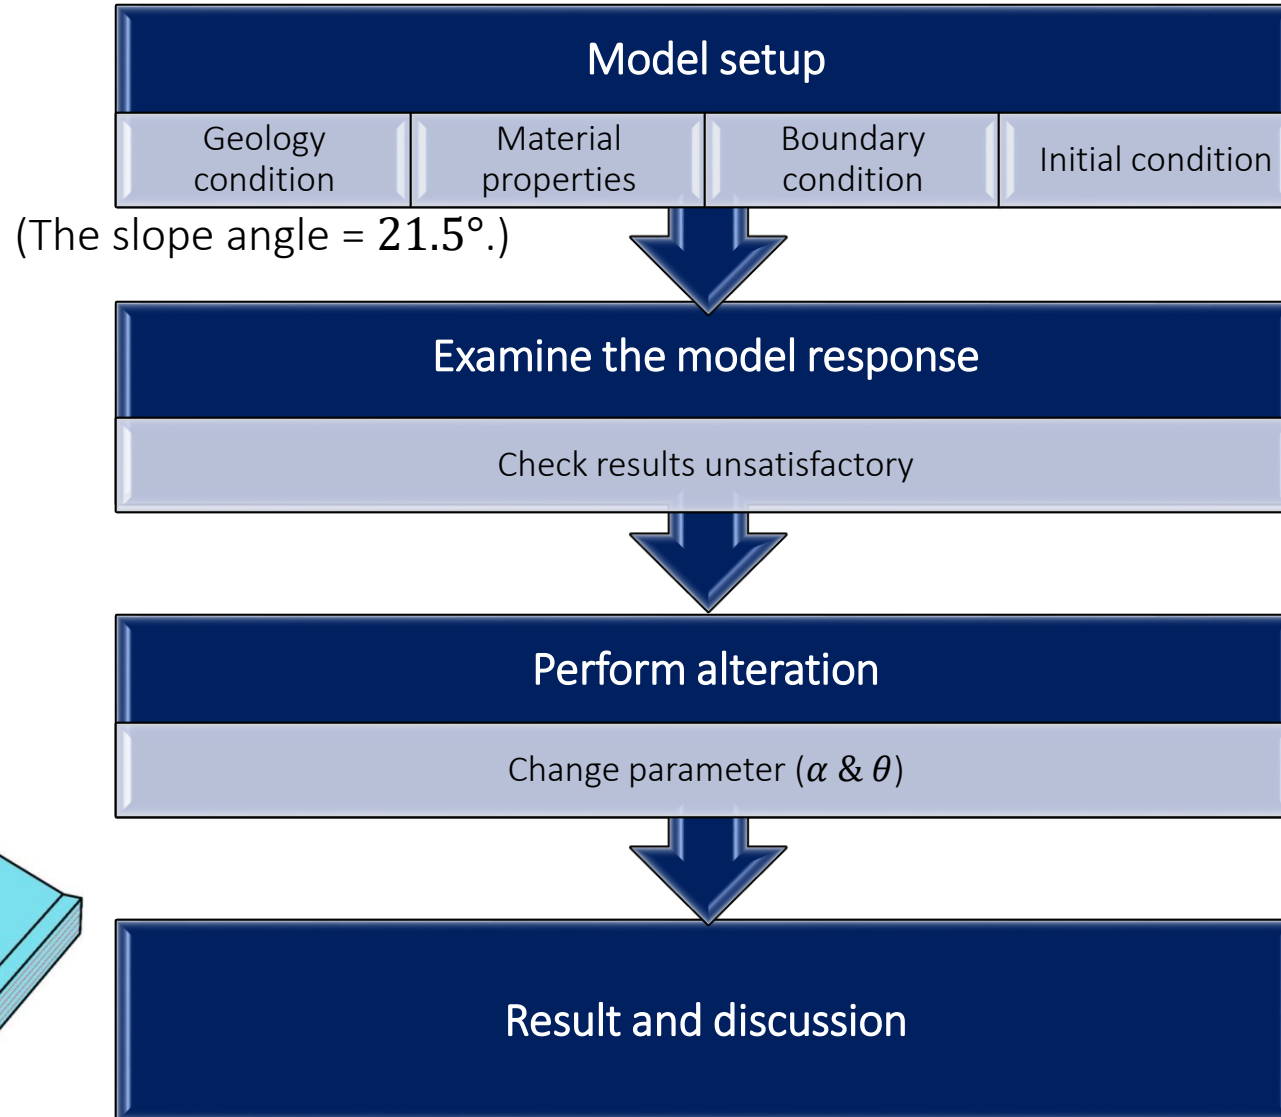 Model setup
Geology
condition
Material
properties
Boundary
condition
Initial condition
(The slope angle = 21.5°.)
Examine the model response
Check results unsatisfactory
Perform alteration
Change parameter (α & θ)
Result and discussion